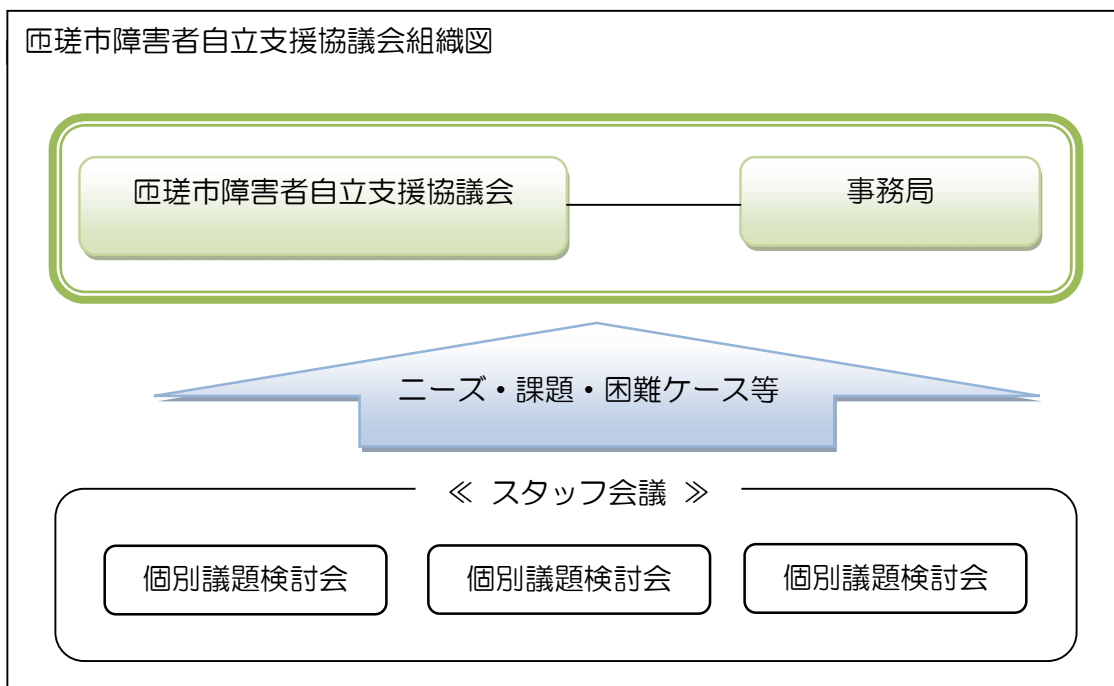 匝瑳市障害者自立支援協議会組織図
匝瑳市障害者自立支援協議会
事務局
ニーズ・課題・困難ケース等
≪ スタッフ会議 ≫
個別議題検討会
個別議題検討会
個別議題検討会